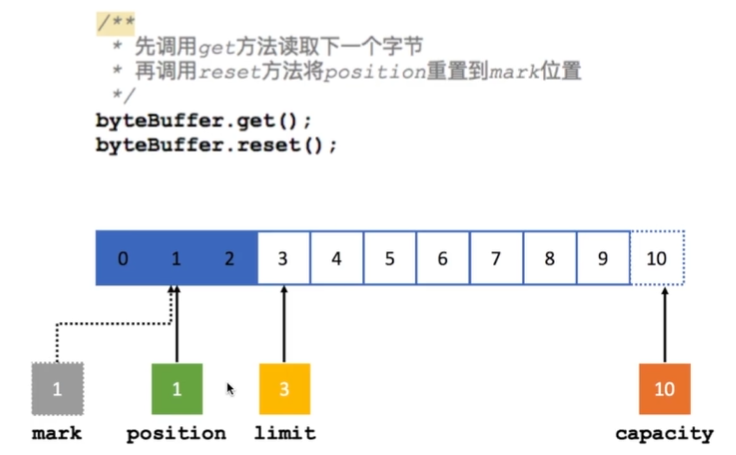 /**
* 先调用get方法读取下一个字节
* 再调用reset方法将position重置到mark位置
*/
byteBuffer.get();
byteBuffer.reset();
0 1 2 3 4 5 6 7 8 9 10
1 1 3 10
mark position limit capacity